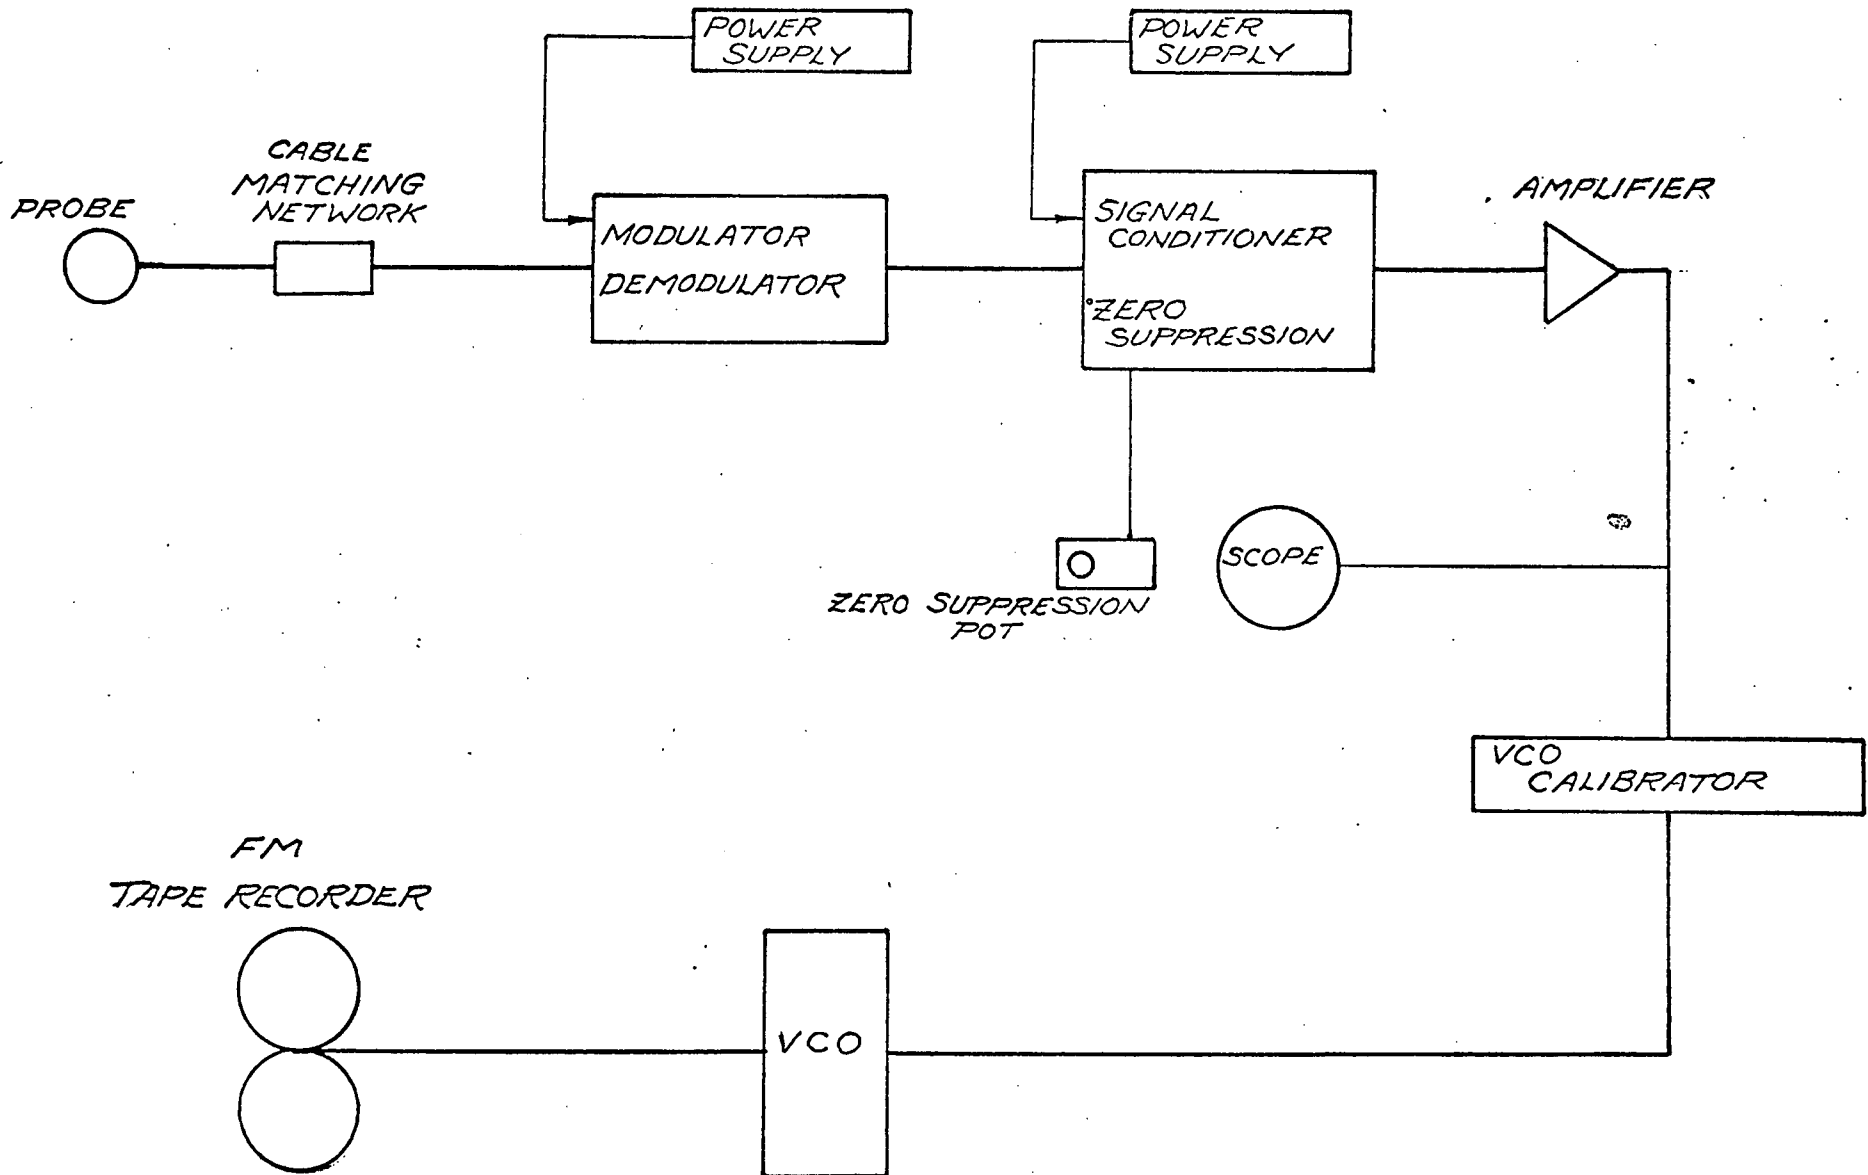 POWER
SUPPLY
POWER
SUPPLY
CABLE
MATCHING
NETWORK
PROBE
MODULATOR
DEMODULATOR
SIGNAL
CONDITIONER
ZERO
SUPPRESSION
AMPLIFIER
SCOPE
ZERO SUPPRESSION
POT
VCO
CALIBRATOR
FM
TAPE RECORDER
VCO